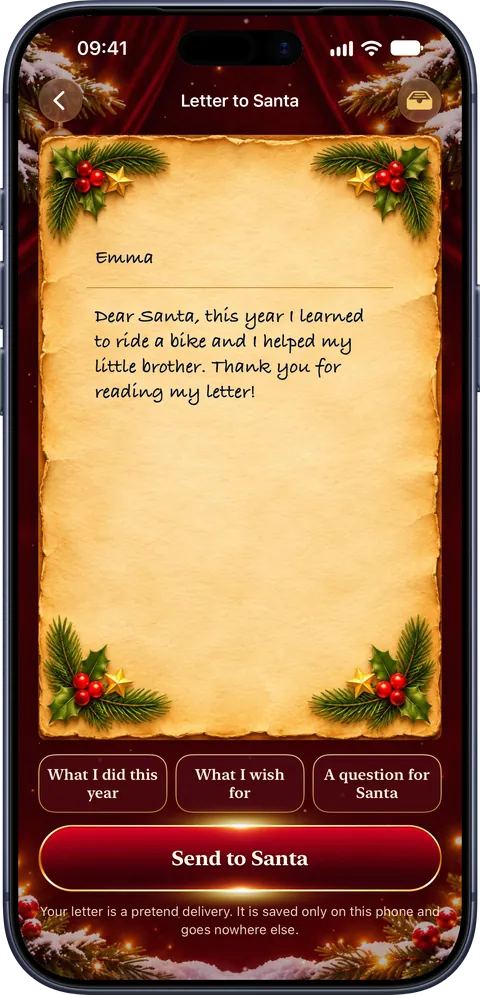 09:41
Letter to Santa
Emma
Dear Santa, this year I learned
to ride a bike and I helped my
little brother. Thank you for
reading my letter!
What I did this
year
What I wish
for
A question for
Santa
Send to Santa
Your letter is a pretend delivery. It is saved only on this phone and
goes nowhere else.